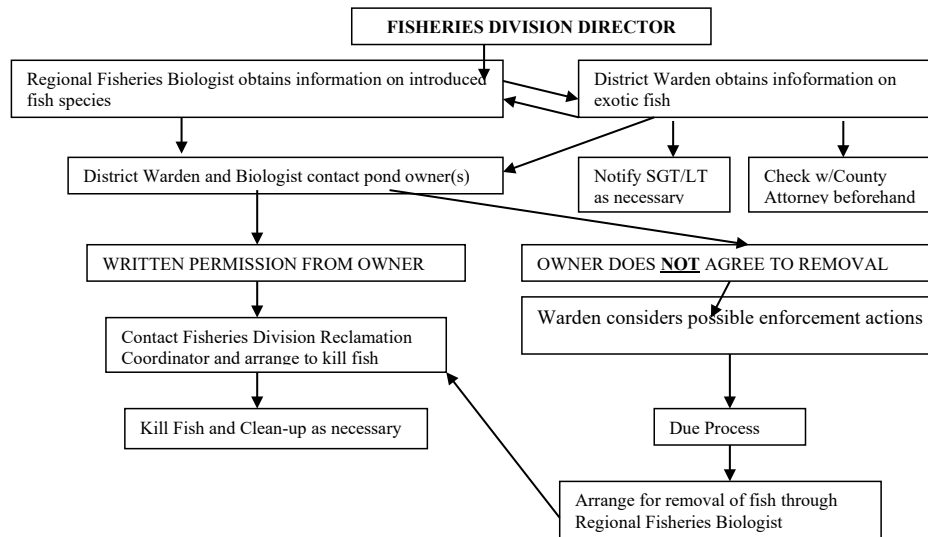 FISHERIES DIVISION DIRECTOR
Regional Fisheries Biologist obtains information on introduced
fish species
District Warden obtains infoformation on
exotic fish
District Warden and Biologist contact pond owner(s)
Notify SGT/LT
as necessary
Check w/County
Attorney beforehand
WRITTEN PERMISSION FROM OWNER
OWNER DOES NOT AGREE TO REMOVAL
Warden considers possible enforcement actions
Contact Fisheries Division Reclamation
Coordinator and arrange to kill fish
Kill Fish and Clean-up as necessary
Due Process
Arrange for removal of fish through
Regional Fisheries Biologist